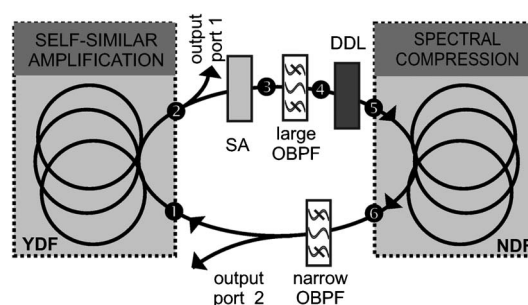 SELF-SIMILAR
AMPLIFICATION
output
port 1
DDL
SPECTRAL
COMPRESSION
2
3
4
5
SA
large
OBPF
1
6
YDF
output
port 2
narrow
OBPF
NDF